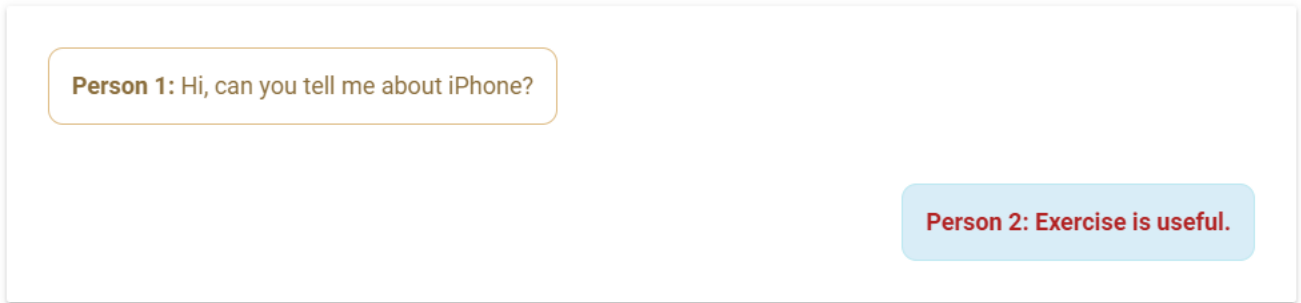 Person 1: Hi, can you tell me about iPhone?
Person 2: Exercise is useful.